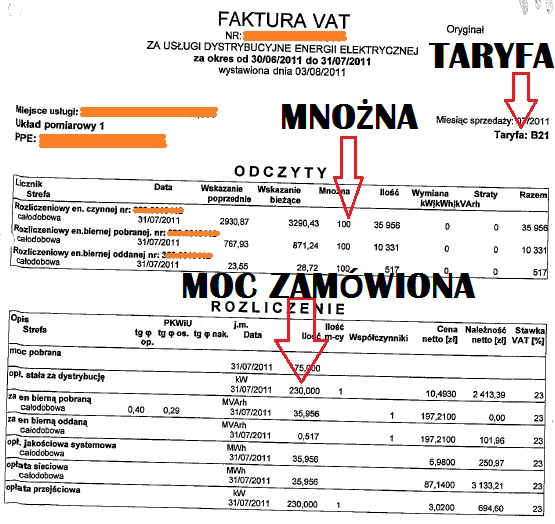 FAKTURA VAT
Oryginał
NR:
ZA USŁUGI DYSTRYBUCYJNE ENERGII ELEKTRYCZNEJ
za okres od 30/06/2011 do 31/07/2011
wystawiona dnia 03/08/2011
TARYFA
Miejsce usługi:
Układ pomiarowy 1
PPE:
MNOŻNA
Miesiąc sprzedaży: 07/2011
Taryfa: B21
ODCZYTY
Licznik Strefa Data Wskazanie poprzednie Wskazanie bieżące Mnożna Ilość Wymiana kW|kWh|kVArh Straty Razem
Rozliczeniowy en. czynnej nr:
całodobowa 31/07/2011 2930,87 3290,43 100 35 956 0 0 35 956
Rozliczeniowy en.biernej pobranej. nr:
całodobowa 31/07/2011 767,93 871,24 100 10 331 0 0 10 331
Rozliczeniowy en.biernej oddanej nr:
całodobowa 31/07/2011 23,55 28,72 100 517 0 0 517
MOC ZAMÓWIONA
ROZLICZENIE
Opis Strefa PKWiU tg φ op. tg φ os. tg φ nak. j.m. Data Ilość Ilość m-cy Współczynniki Cena netto [zł] Należność netto [zł] Stawka VAT [%]
moc pobrana
31/07/2011 75,000
opł. stała za dystrybucję kW
31/07/2011 230,000 1 10,4930 2 413,39 23
za en bierną pobraną MVArh
całodobowa 0,40 0,29 31/07/2011 35,956 1 197,2100 0,00 23
za en bierną oddaną MVArh
całodobowa 31/07/2011 0,517 1 197,2100 101,96 23
opł. jakościowa systemowa MWh
całodobowa 31/07/2011 35,956 6,9800 250,97 23
opłata sieciowa MWh
całodobowa 31/07/2011 35,956 87,1400 3 133,21 23
opłata przejściowa kW
31/07/2011 230,000 1 3,0200 694,60 23